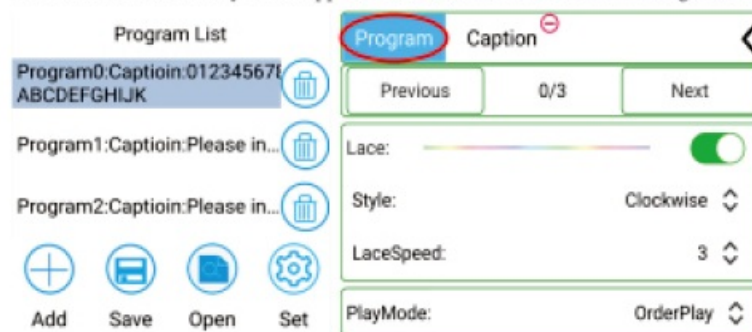 Program List
Program0:Captioin:012345678
ABCDEFGHIJK
Program1:Captioin:Please in...
Program2:Captioin:Please in...
Add
Save
Open
Set
Program
Caption
Previous
0/3
Next
Lace:
Style:
Clockwise
LaceSpeed:
3
PlayMode:
OrderPlay